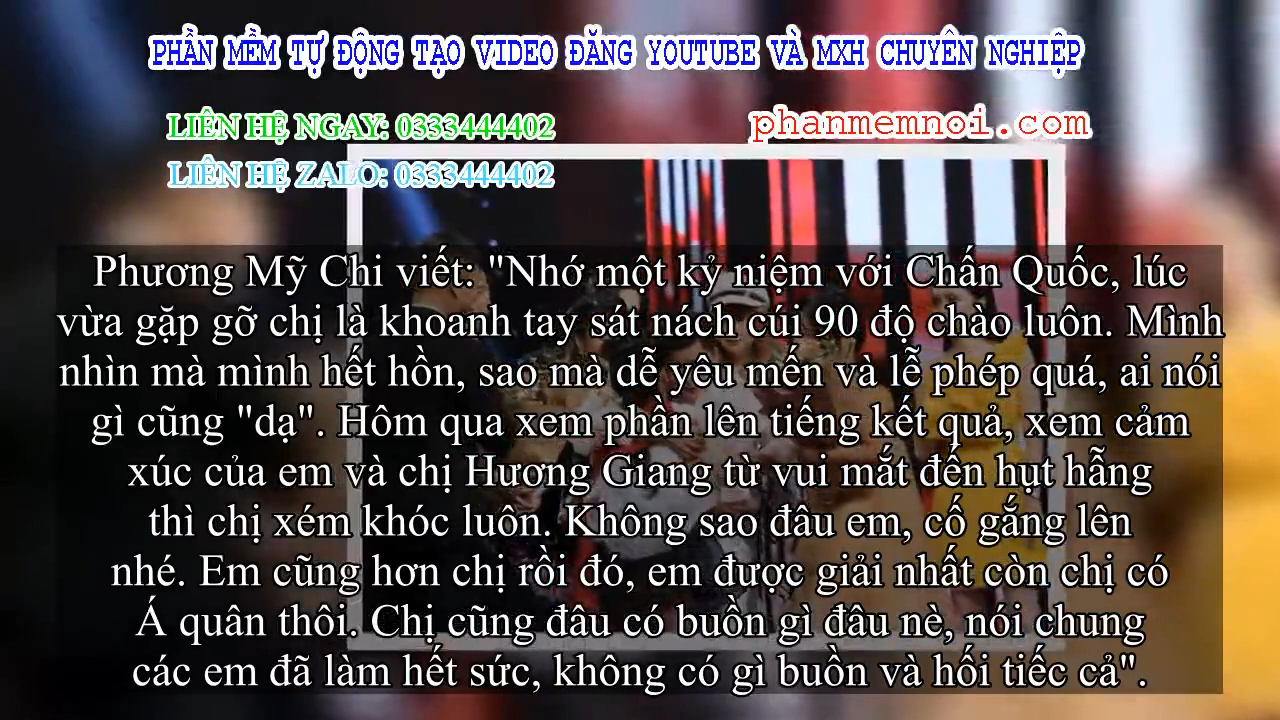 PHẦN MỀM TỰ ĐỘNG TẠO VIDEO ĐĂNG YOUTUBE VÀ MXH CHUYÊN NGHIỆP
LIÊN HỆ NGAY: 0333444402
phanmemnoi.com
LIÊN HỆ ZALO: 0333444402
Phương Mỹ Chi viết: "Nhớ một kỷ niệm với Chấn Quốc, lúc
vừa gặp gỡ chị là khoanh tay sát nách cúi 90 độ chào luôn. Mình
nhìn mà mình hết hồn, sao mà dễ yêu mến và lễ phép quá, ai nói
gì cũng "dạ". Hôm qua xem phần lên tiếng kết quả, xem cảm
xúc của em và chị Hương Giang từ vui mắt đến hụt hẫng
thì chị xém khóc luôn. Không sao đâu em, cố gắng lên
nhé. Em cũng hơn chị rồi đó, em được giải nhất còn chị có
Á quân thôi. Chị cũng đâu có buồn gì đâu nè, nói chung
các em đã làm hết sức, không có gì buồn và hối tiếc cả".